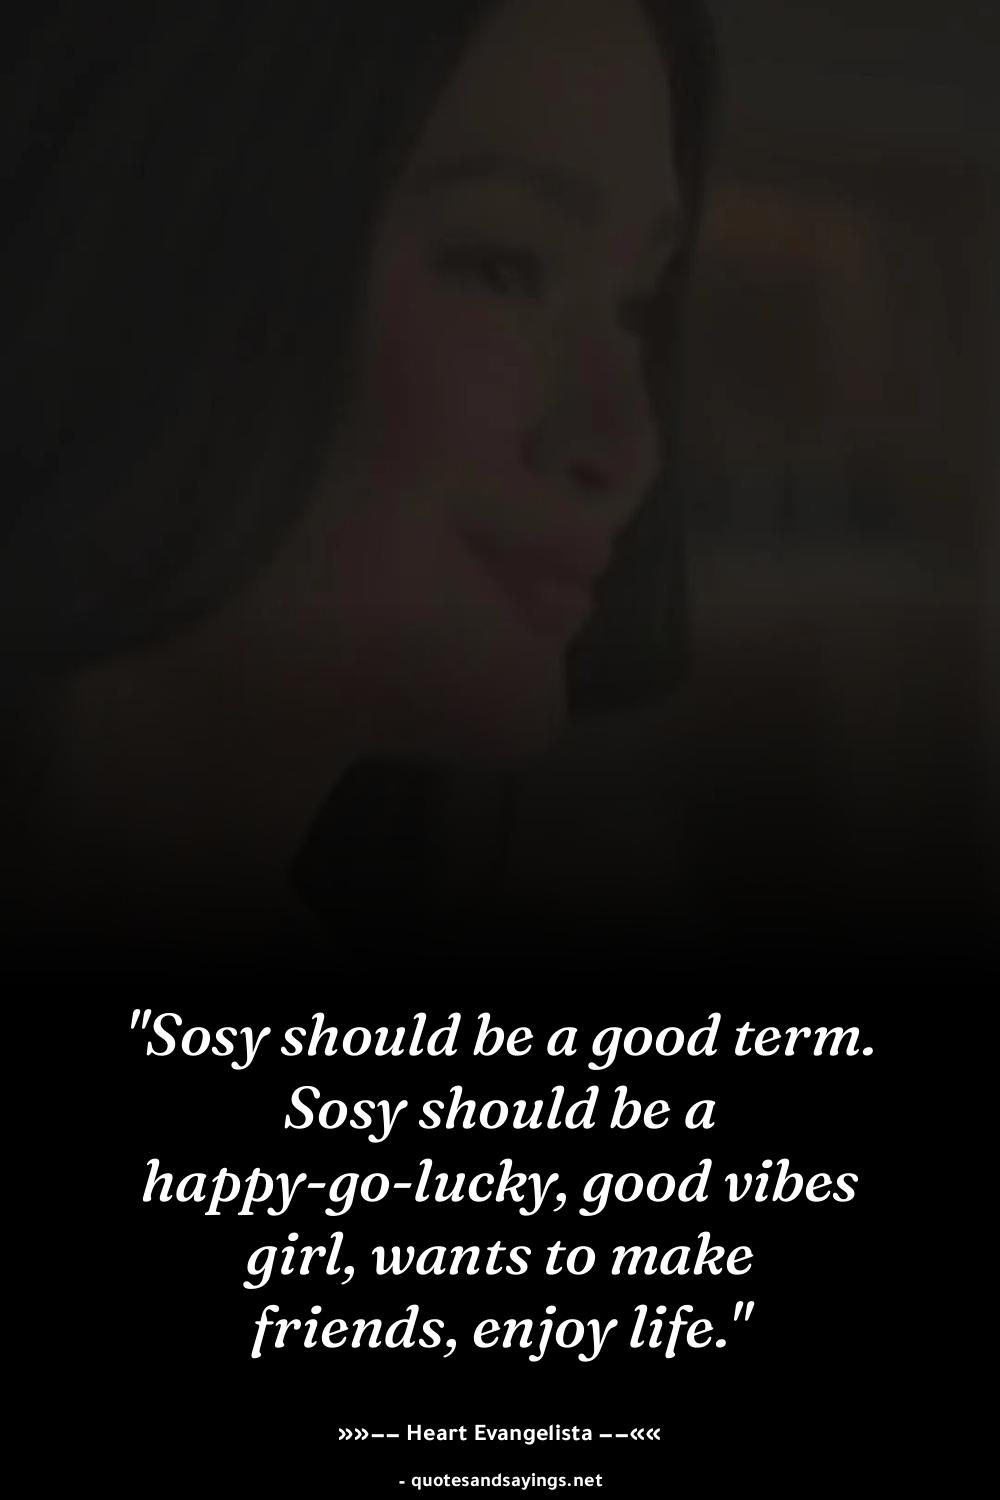 "Sosy should be a good term.
Sosy should be a
happy-go-lucky, good vibes
girl, wants to make
friends, enjoy life."
»»-- Heart Evangelista --««
- quotesandsayings.net